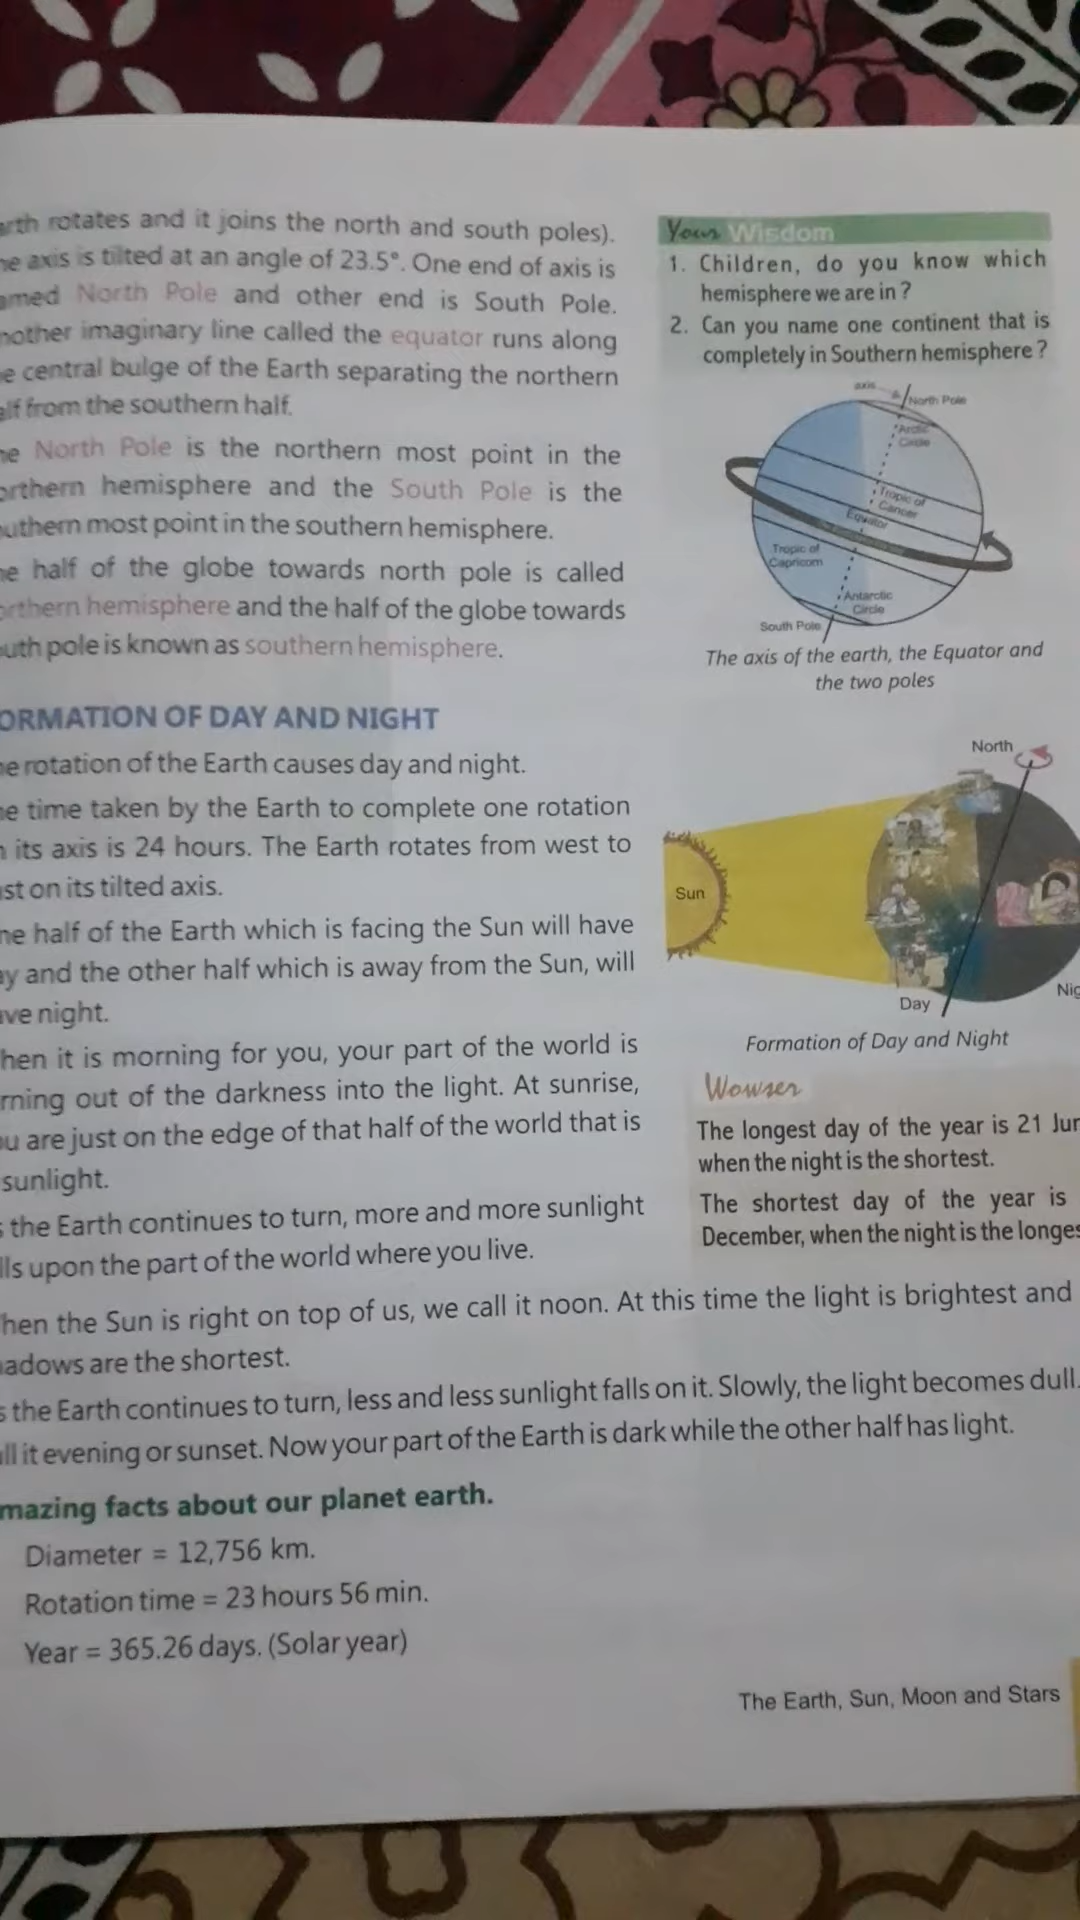 rth rotates and it joins the north and south poles).
e axis is tilted at an angle of 23.5°. One end of axis is
med North Pole and other end is South Pole.
other imaginary line called the equator runs along
e central bulge of the Earth separating the northern
lf from the southern half.
e North Pole is the northern most point in the
rthern hemisphere and the South Pole is the
uthern most point in the southern hemisphere.
e half of the globe towards north pole is called
rthern hemisphere and the half of the globe towards
uth pole is known as southern hemisphere.
Your Wisdom
1. Children, do you know which
hemisphere we are in ?
2. Can you name one continent that is
completely in Southern hemisphere ?
axis
North Pole
Arctic
Circle
Tropic of
Cancer
Equator
Tropic of
Capricorn
Antarctic
Circle
South Pole
The axis of the earth, the Equator and
the two poles
ORMATION OF DAY AND NIGHT
e rotation of the Earth causes day and night.
e time taken by the Earth to complete one rotation
n its axis is 24 hours. The Earth rotates from west to
st on its tilted axis.
ne half of the Earth which is facing the Sun will have
y and the other half which is away from the Sun, will
ve night.
hen it is morning for you, your part of the world is
rning out of the darkness into the light. At sunrise,
u are just on the edge of that half of the world that is
sunlight.
s the Earth continues to turn, more and more sunlight
lls upon the part of the world where you live.
North
Sun
Day
Nig
Formation of Day and Night
Wowser
The longest day of the year is 21 Jun
when the night is the shortest.
The shortest day of the year is
December, when the night is the longes
hen the Sun is right on top of us, we call it noon. At this time the light is brightest and
adows are the shortest.
s the Earth continues to turn, less and less sunlight falls on it. Slowly, the light becomes dull.
ll it evening or sunset. Now your part of the Earth is dark while the other half has light.
mazing facts about our planet earth.
Diameter = 12,756 km.
Rotation time = 23 hours 56 min.
Year = 365.26 days. (Solar year)
The Earth, Sun, Moon and Stars